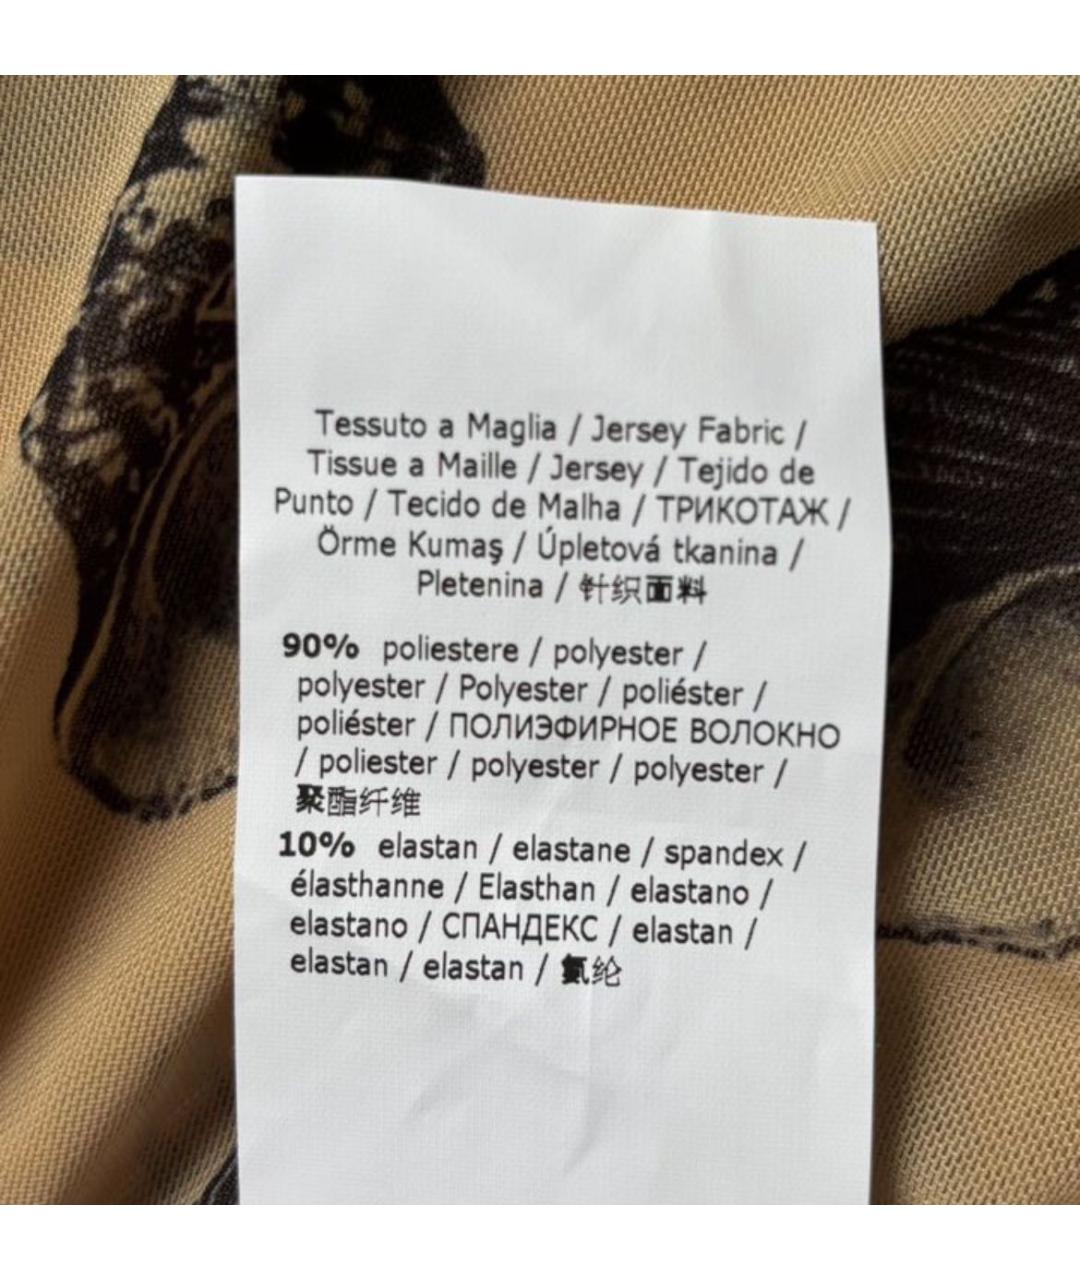 Tessuto a Maglia / Jersey Fabric /
Tissue a Maille / Jersey / Tejido de
Punto / Tecido de Malha / ТРИКОТАЖ /
Örme Kumaş / Úpletová tkanina /
Pletenina / 针织面料
90% poliestere / polyester /
polyester / Polyester / poliéster /
poliéster / ПОЛИЭФИРНОЕ ВОЛОКНО
/ poliester / polyester / polyester /
聚酯纤维
10% elastan / elastane / spandex /
élasthanne / Elasthan / elastano /
elastano / СПАНДЕКС / elastan /
elastan / elastan / 氨纶